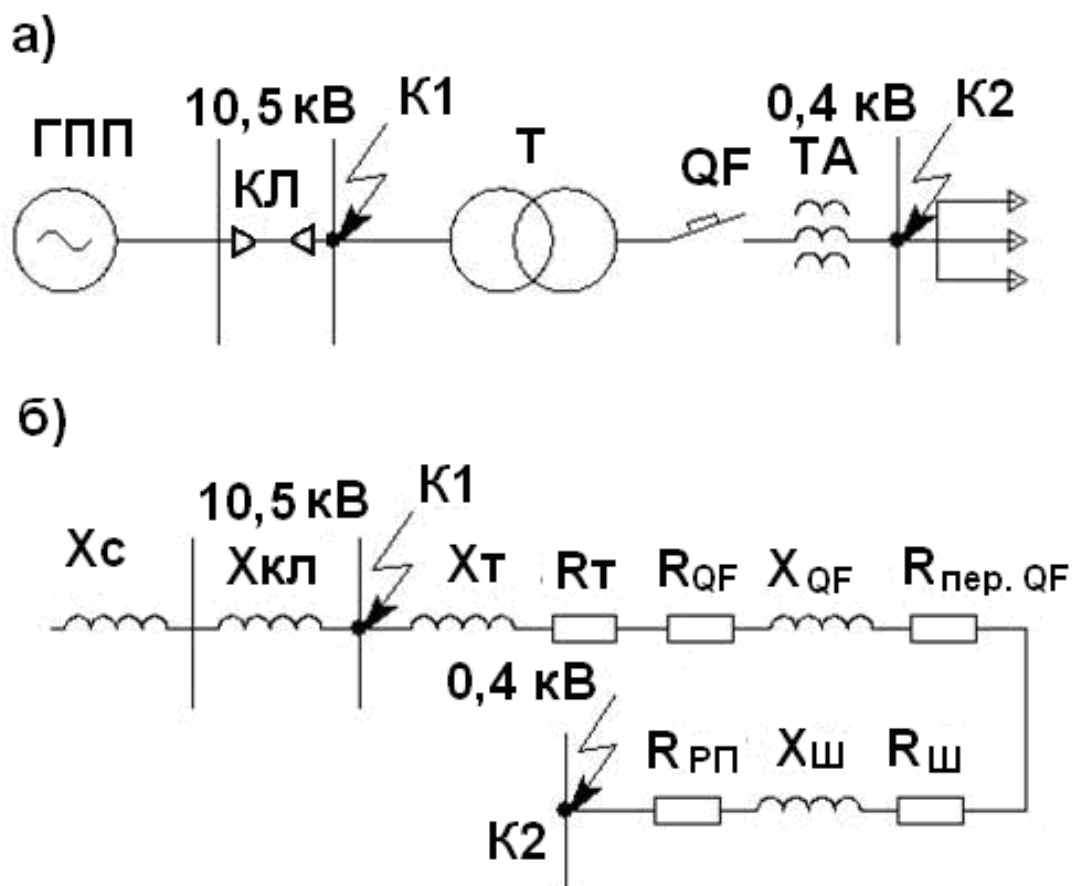 а)
ГПП
10,5 кВ
КЛ
К1
Т
QF
0,4 кВ
ТА
К2
б)
Xс
10,5 кВ
Xкл
К1
Xт
Rт
RQF
XQF
Rпер. QF
0,4 кВ
RРП
XШ
RШ
К2